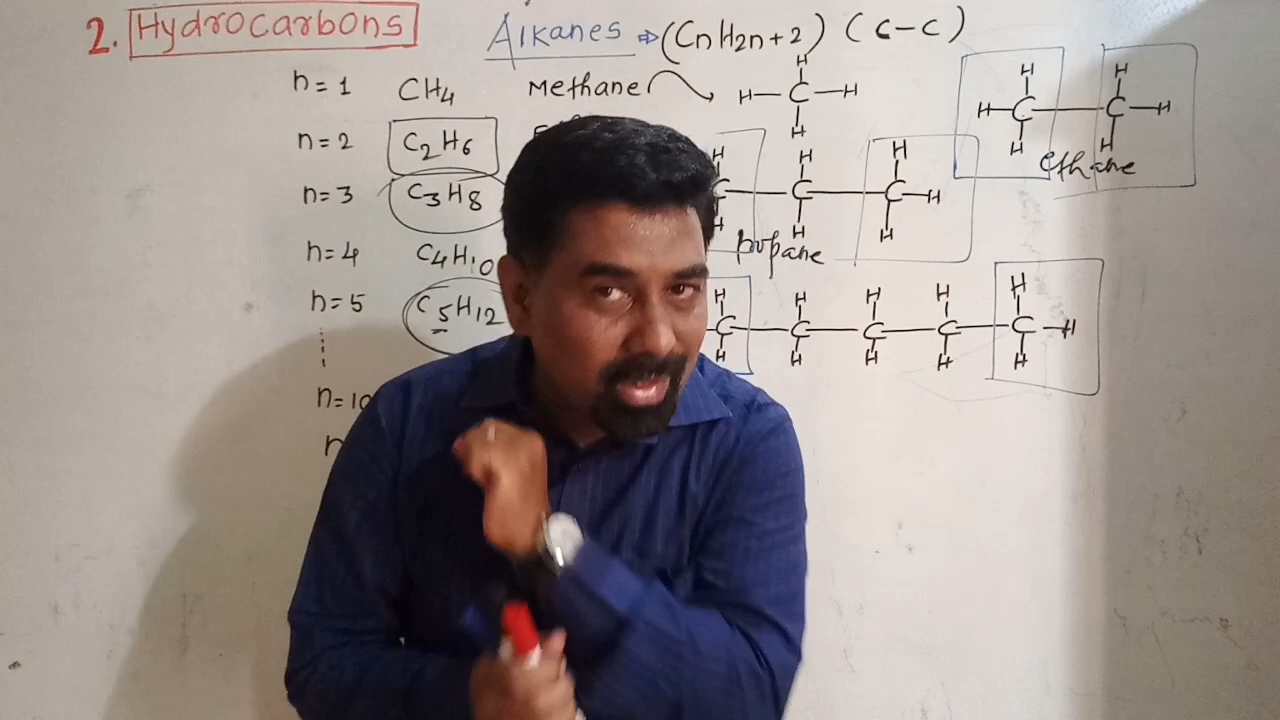 2. Hydrocarbons Alkanes ⇒ (CnH2n+2) (C-C)
n=1 CH4 Methane
n=2 C2H6
n=3 C3H8
n=4 C4H10
n=5 C5H12
n=10
H
H-C-H
H
H H
H-C-C-H
H H
ethane
H H H
C-C-C-H
H H H
propane
H H H H H
C-C-C-C-C-H
H H H H H